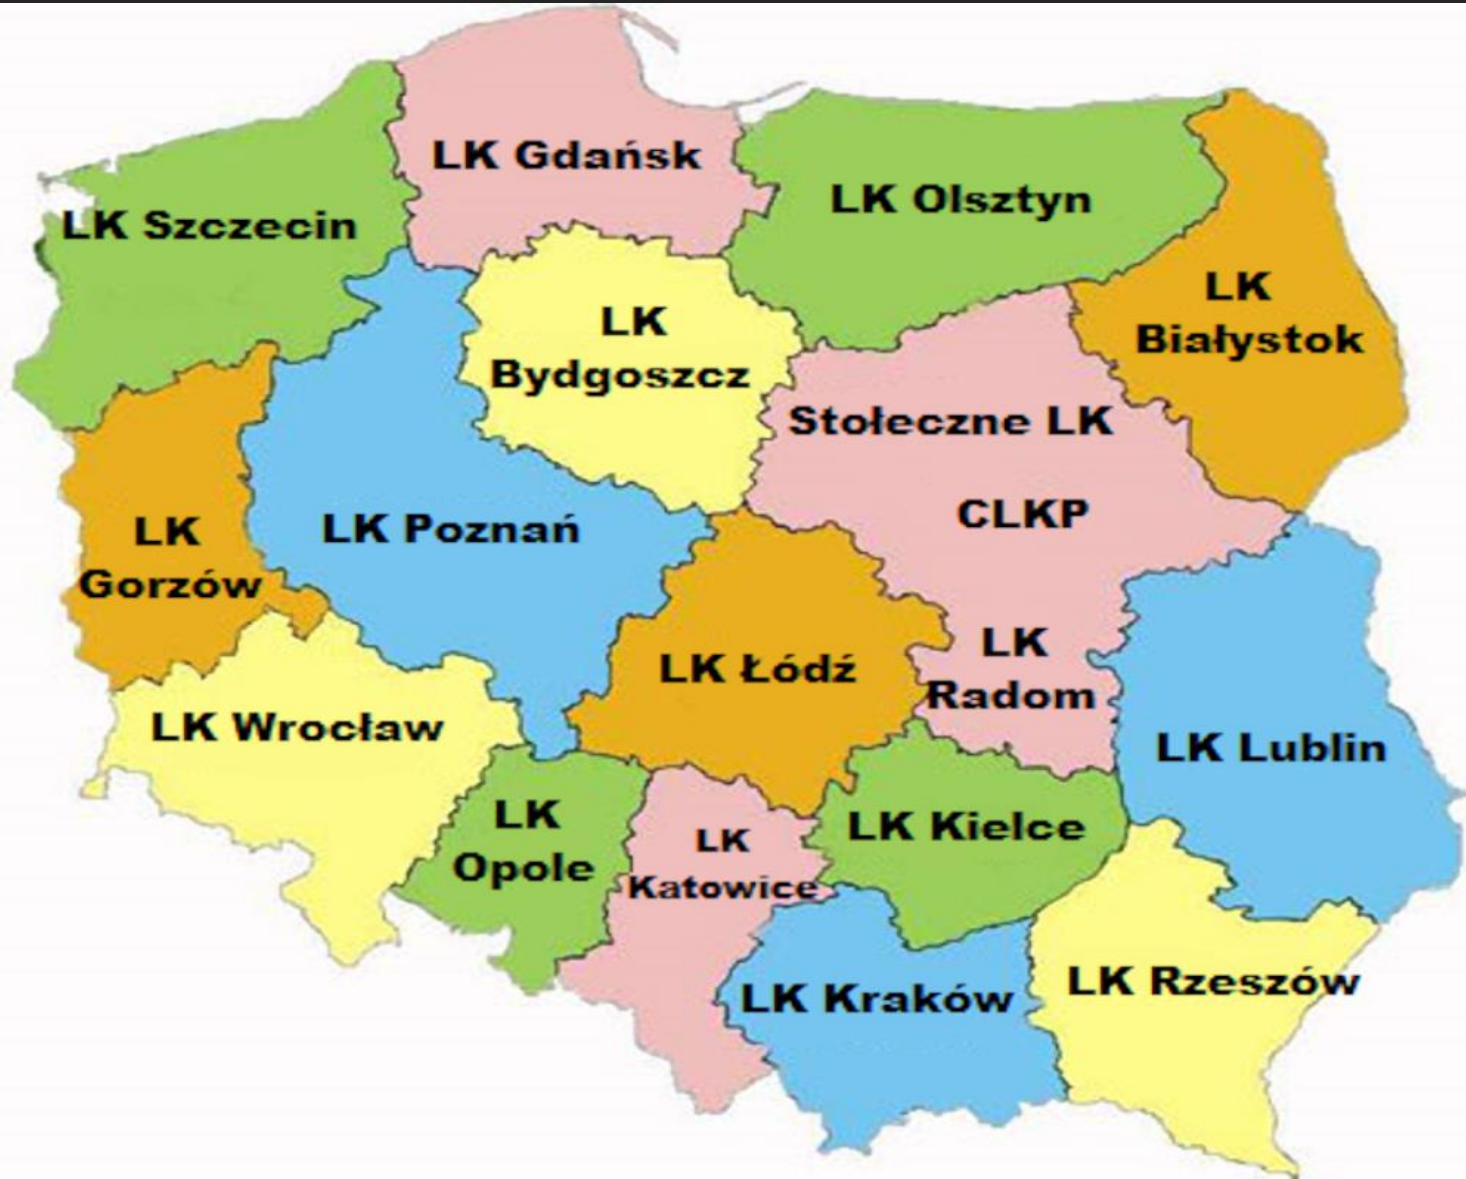 LK Gdańsk
LK Szczecin
LK Olsztyn
LK
Białystok
LK
Bydgoszcz
Stołeczne LK
CLKP
LK Poznań
LK
Gorzów
LK Łódź
LK
Radom
LK Wrocław
LK Lublin
LK
Opole
LK
Katowice
LK Kielce
LK Kraków
LK Rzeszów